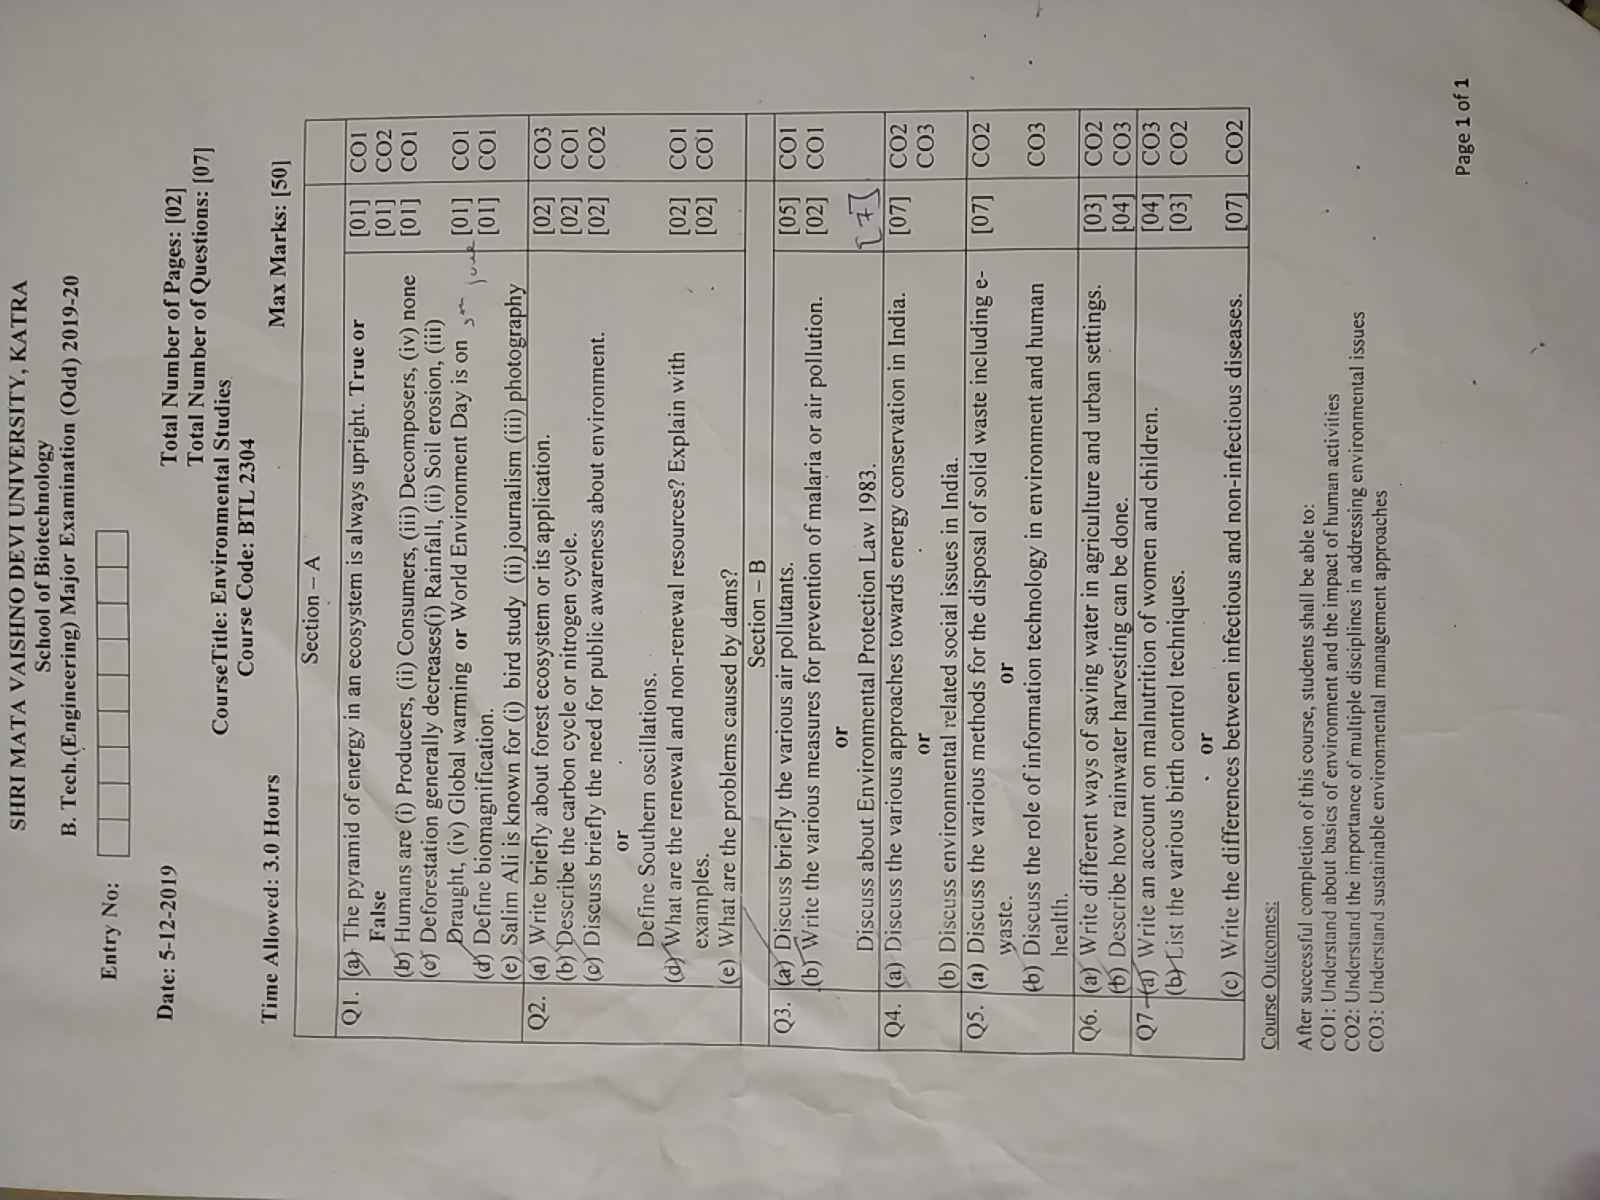 SHRI MATA VAISHNO DEVI UNIVERSITY, KATRA
School of Biotechnology
B. Tech.(Engineering) Major Examination (Odd) 2019-20
Entry No:
Date: 5-12-2019
Total Number of Pages: [02]
Total Number of Questions: [07]
CourseTitle: Environmental Studies
Course Code: BTL 2304
Time Allowed: 3.0 Hours
Max Marks: [50]
Section – A
Q1. (a) The pyramid of energy in an ecosystem is always upright. True or [01] CO1
False [01] CO2
(b) Humans are (i) Producers, (ii) Consumers, (iii) Decomposers, (iv) none [01] CO1
(c) Deforestation generally decreases(i) Rainfall, (ii) Soil erosion, (iii)
Draught, (iv) Global warming or World Environment Day is on 5th June [01] CO1
(d) Define biomagnification. [01] CO1
(e) Salim Ali is known for (i) bird study (ii) journalism (iii) photography
Q2. (a) Write briefly about forest ecosystem or its application. [02] CO3
(b) Describe the carbon cycle or nitrogen cycle. [02] CO1
(c) Discuss briefly the need for public awareness about environment. [02] CO2
or
Define Southern oscillations.
(d) What are the renewal and non-renewal resources? Explain with [02] CO1
examples. [02] CO1
(e) What are the problems caused by dams?
Section – B
Q3. (a) Discuss briefly the various air pollutants. [05] CO1
(b) Write the various measures for prevention of malaria or air pollution. [02] CO1
or
Discuss about Environmental Protection Law 1983. [7]
Q4. (a) Discuss the various approaches towards energy conservation in India. [07] CO2
or CO3
(b) Discuss environmental related social issues in India.
Q5. (a) Discuss the various methods for the disposal of solid waste including e- [07] CO2
waste. or
(b) Discuss the role of information technology in environment and human CO3
health.
Q6. (a) Write different ways of saving water in agriculture and urban settings. [03] CO2
(b) Describe how rainwater harvesting can be done. [04] CO3
Q7 (a) Write an account on malnutrition of women and children. [04] CO3
(b) List the various birth control techniques. [03] CO2
or
(c) Write the differences between infectious and non-infectious diseases. [07] CO2
Course Outcomes:
After successful completion of this course, students shall be able to:
CO1: Understand about basics of environment and the impact of human activities
CO2: Understand the importance of multiple disciplines in addressing environmental issues
CO3: Understand sustainable environmental management approaches
Page 1 of 1